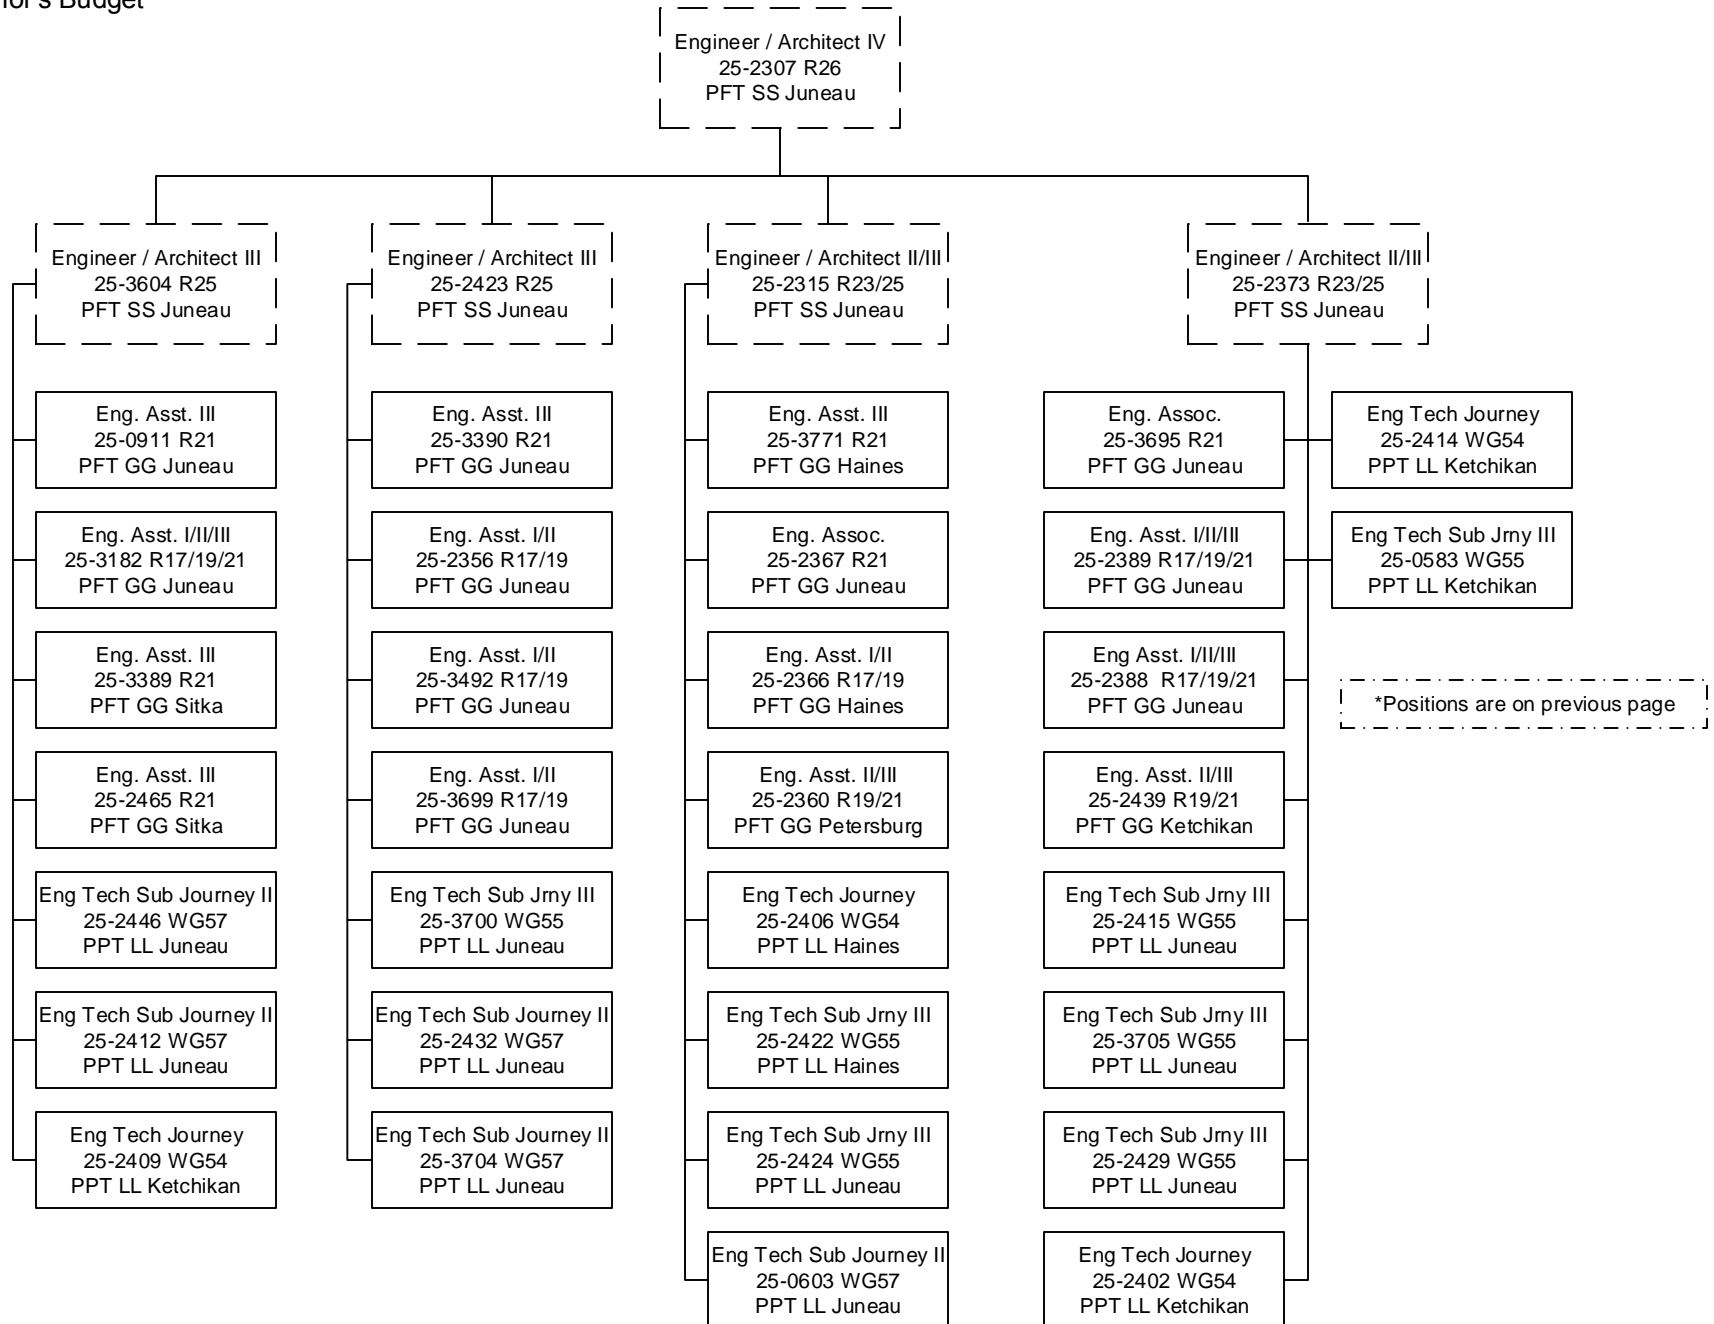 Engineer / Architect IV
25-2307 R26
PFT SS Juneau
Engineer / Architect III
25-3604 R25
PFT SS Juneau
Engineer / Architect III
25-2423 R25
PFT SS Juneau
Engineer / Architect II/III
25-2315 R23/25
PFT SS Juneau
Engineer / Architect II/III
25-2373 R23/25
PFT SS Juneau
Eng. Asst. III
25-0911 R21
PFT GG Juneau
Eng. Asst. III
25-3390 R21
PFT GG Juneau
Eng. Asst. III
25-3771 R21
PFT GG Haines
Eng. Assoc.
25-3695 R21
PFT GG Juneau
Eng Tech Journey
25-2414 WG54
PPT LL Ketchikan
Eng. Asst. I/II/III
25-3182 R17/19/21
PFT GG Juneau
Eng. Asst. I/II
25-2356 R17/19
PFT GG Juneau
Eng. Assoc.
25-2367 R21
PFT GG Juneau
Eng. Asst. I/II/III
25-2389 R17/19/21
PFT GG Juneau
Eng Tech Sub Jrny III
25-0583 WG55
PPT LL Ketchikan
Eng. Asst. III
25-3389 R21
PFT GG Sitka
Eng. Asst. I/II
25-3492 R17/19
PFT GG Juneau
Eng. Asst. I/II
25-2366 R17/19
PFT GG Haines
Eng Asst. I/II/III
25-2388 R17/19/21
PFT GG Juneau
*Positions are on previous page
Eng. Asst. III
25-2465 R21
PFT GG Sitka
Eng. Asst. I/II
25-3699 R17/19
PFT GG Juneau
Eng. Asst. II/III
25-2360 R19/21
PFT GG Petersburg
Eng. Asst. II/III
25-2439 R19/21
PFT GG Ketchikan
Eng Tech Sub Journey II
25-2446 WG57
PPT LL Juneau
Eng Tech Sub Jrny III
25-3700 WG55
PPT LL Juneau
Eng Tech Journey
25-2406 WG54
PPT LL Haines
Eng Tech Sub Jrny III
25-2415 WG55
PPT LL Juneau
Eng Tech Sub Journey II
25-2412 WG57
PPT LL Juneau
Eng Tech Sub Journey II
25-2432 WG57
PPT LL Juneau
Eng Tech Sub Jrny III
25-2422 WG55
PPT LL Haines
Eng Tech Sub Jrny III
25-3705 WG55
PPT LL Juneau
Eng Tech Journey
25-2409 WG54
PPT LL Ketchikan
Eng Tech Sub Journey II
25-3704 WG57
PPT LL Juneau
Eng Tech Sub Jrny III
25-2424 WG55
PPT LL Juneau
Eng Tech Sub Jrny III
25-2429 WG55
PPT LL Juneau
Eng Tech Sub Journey II
25-0603 WG57
PPT LL Juneau
Eng Tech Journey
25-2402 WG54
PPT LL Ketchikan